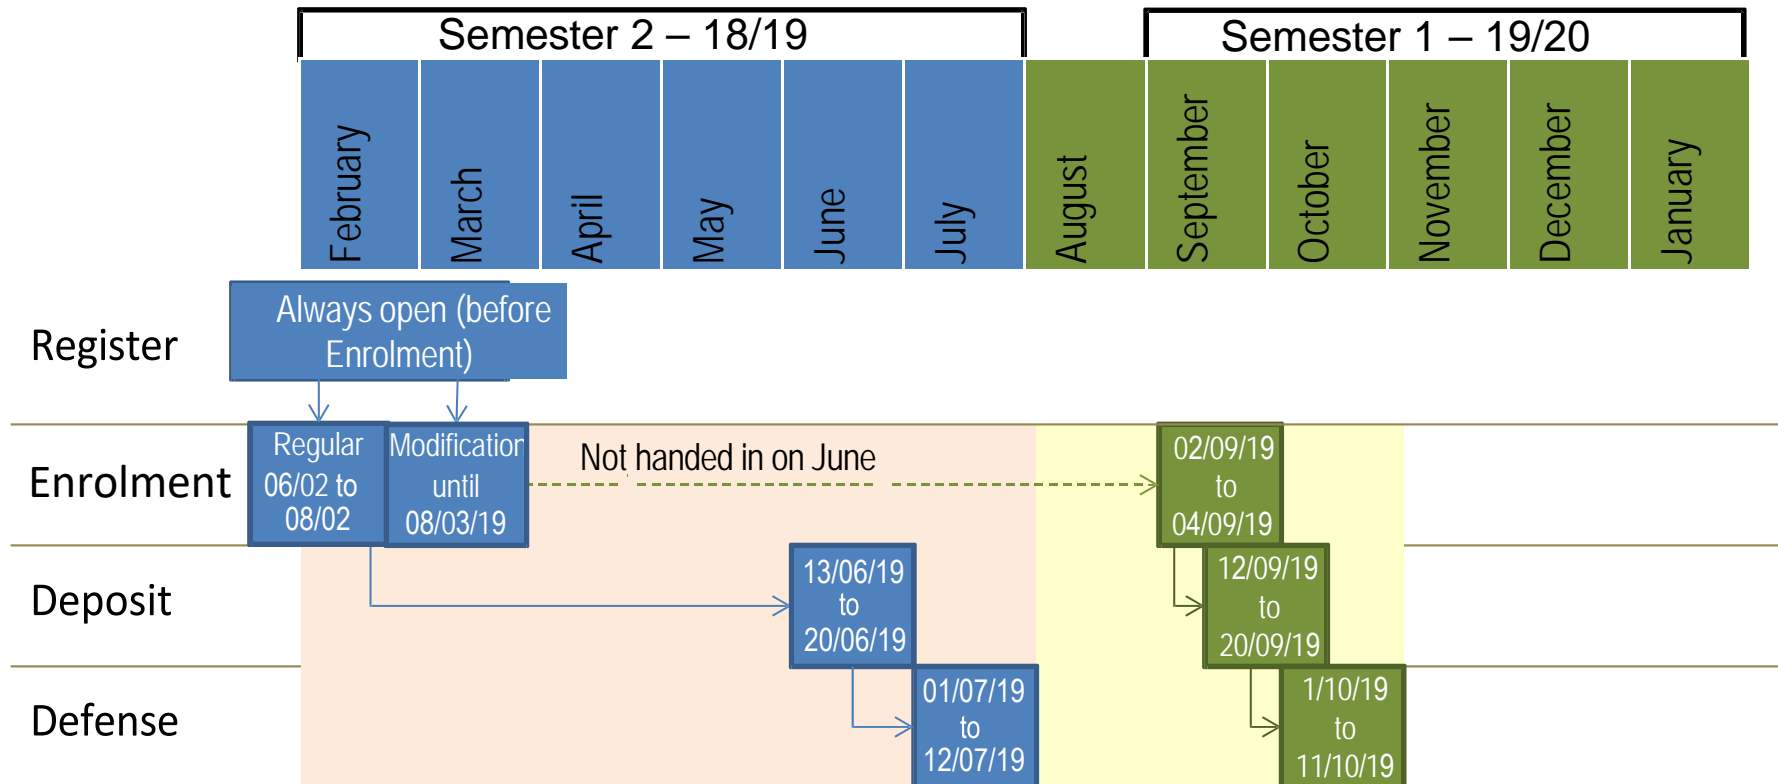 Semester 2 – 18/19
Semester 1 – 19/20
February
March
April
May
June
July
August
September
October
November
December
January
Register
Always open (before
Enrolment)
Enrolment
Regular
06/02 to
08/02
Modification
until
08/03/19
Not handed in on June
02/09/19
to
04/09/19
Deposit
13/06/19
to
20/06/19
12/09/19
to
20/09/19
Defense
01/07/19
to
12/07/19
1/10/19
to
11/10/19